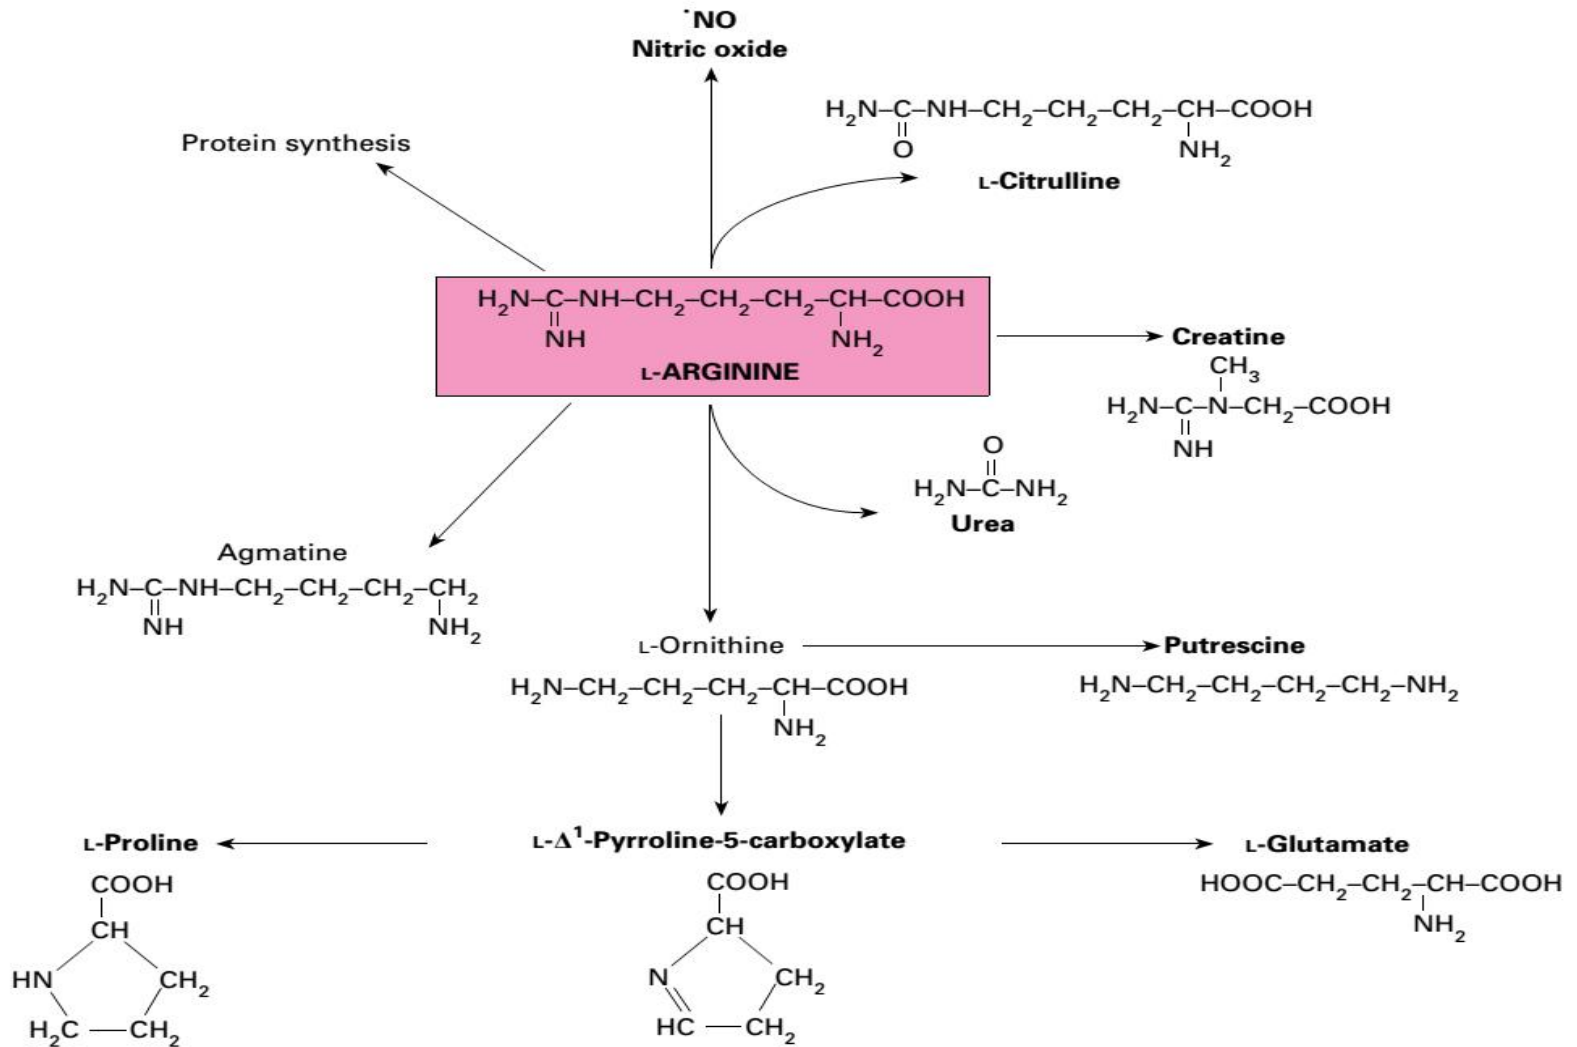 ·NO
Nitric oxide
H₂N–C–NH–CH₂–CH₂–CH₂–CH–COOH
O
NH₂
L-Citrulline
Protein synthesis
H₂N–C–NH–CH₂–CH₂–CH₂–CH–COOH
NH
NH₂
L-ARGININE
Creatine
CH₃
H₂N–C–N–CH₂–COOH
NH
O
H₂N–C–NH₂
Urea
Agmatine
H₂N–C–NH–CH₂–CH₂–CH₂–CH₂
NH
NH₂
L-Ornithine
H₂N–CH₂–CH₂–CH₂–CH–COOH
NH₂
Putrescine
H₂N–CH₂–CH₂–CH₂–CH₂–NH₂
L-Proline
COOH
CH
HN
CH₂
H₂C
CH₂
L-Δ¹-Pyrroline-5-carboxylate
COOH
CH
N
CH₂
HC
CH₂
L-Glutamate
HOOC–CH₂–CH₂–CH–COOH
NH₂